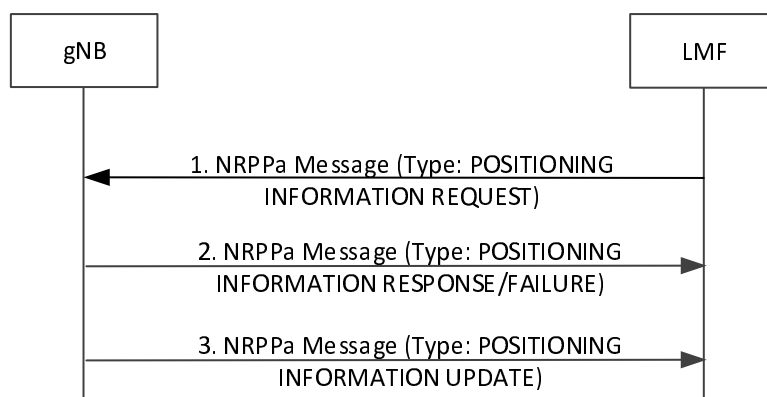 gNB
LMF
1. NRPPa Message (Type: POSITIONING
INFORMATION REQUEST)
2. NRPPa Message (Type: POSITIONING
INFORMATION RESPONSE/FAILURE)
3. NRPPa Message (Type: POSITIONING
INFORMATION UPDATE)